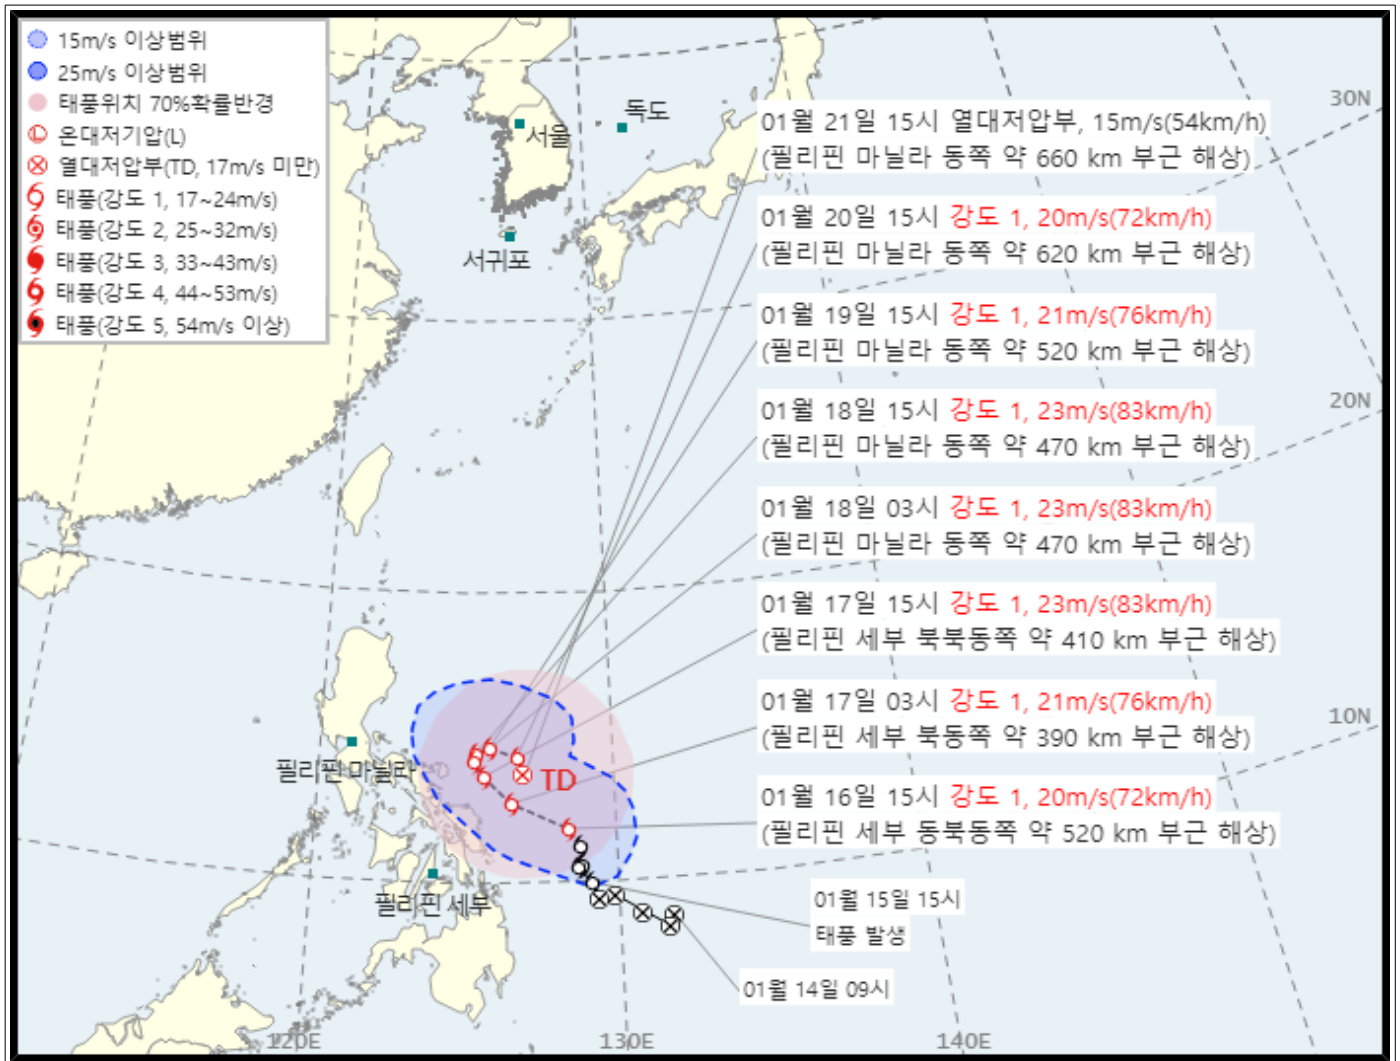 15m/s 이상범위
25m/s 이상범위
태풍위치 70%확률반경
온대저기압(L)
열대저압부(TD, 17m/s 미만)
태풍(강도 1, 17~24m/s)
태풍(강도 2, 25~32m/s)
태풍(강도 3, 33~43m/s)
태풍(강도 4, 44~53m/s)
태풍(강도 5, 54m/s 이상)
서울
독도
서귀포
30N
20N
10N
01월 21일 15시 열대저압부, 15m/s(54km/h)
(필리핀 마닐라 동쪽 약 660 km 부근 해상)
01월 20일 15시 강도 1, 20m/s(72km/h)
(필리핀 마닐라 동쪽 약 620 km 부근 해상)
01월 19일 15시 강도 1, 21m/s(76km/h)
(필리핀 마닐라 동쪽 약 520 km 부근 해상)
01월 18일 15시 강도 1, 23m/s(83km/h)
(필리핀 마닐라 동쪽 약 470 km 부근 해상)
01월 18일 03시 강도 1, 23m/s(83km/h)
(필리핀 마닐라 동쪽 약 470 km 부근 해상)
01월 17일 15시 강도 1, 23m/s(83km/h)
(필리핀 세부 북북동쪽 약 410 km 부근 해상)
01월 17일 03시 강도 1, 21m/s(76km/h)
(필리핀 세부 북동쪽 약 390 km 부근 해상)
01월 16일 15시 강도 1, 20m/s(72km/h)
(필리핀 세부 동북동쪽 약 520 km 부근 해상)
필리핀 마닐라
TD
필리핀 세부
01월 15일 15시
태풍 발생
01월 14일 09시
120E
130E
140E